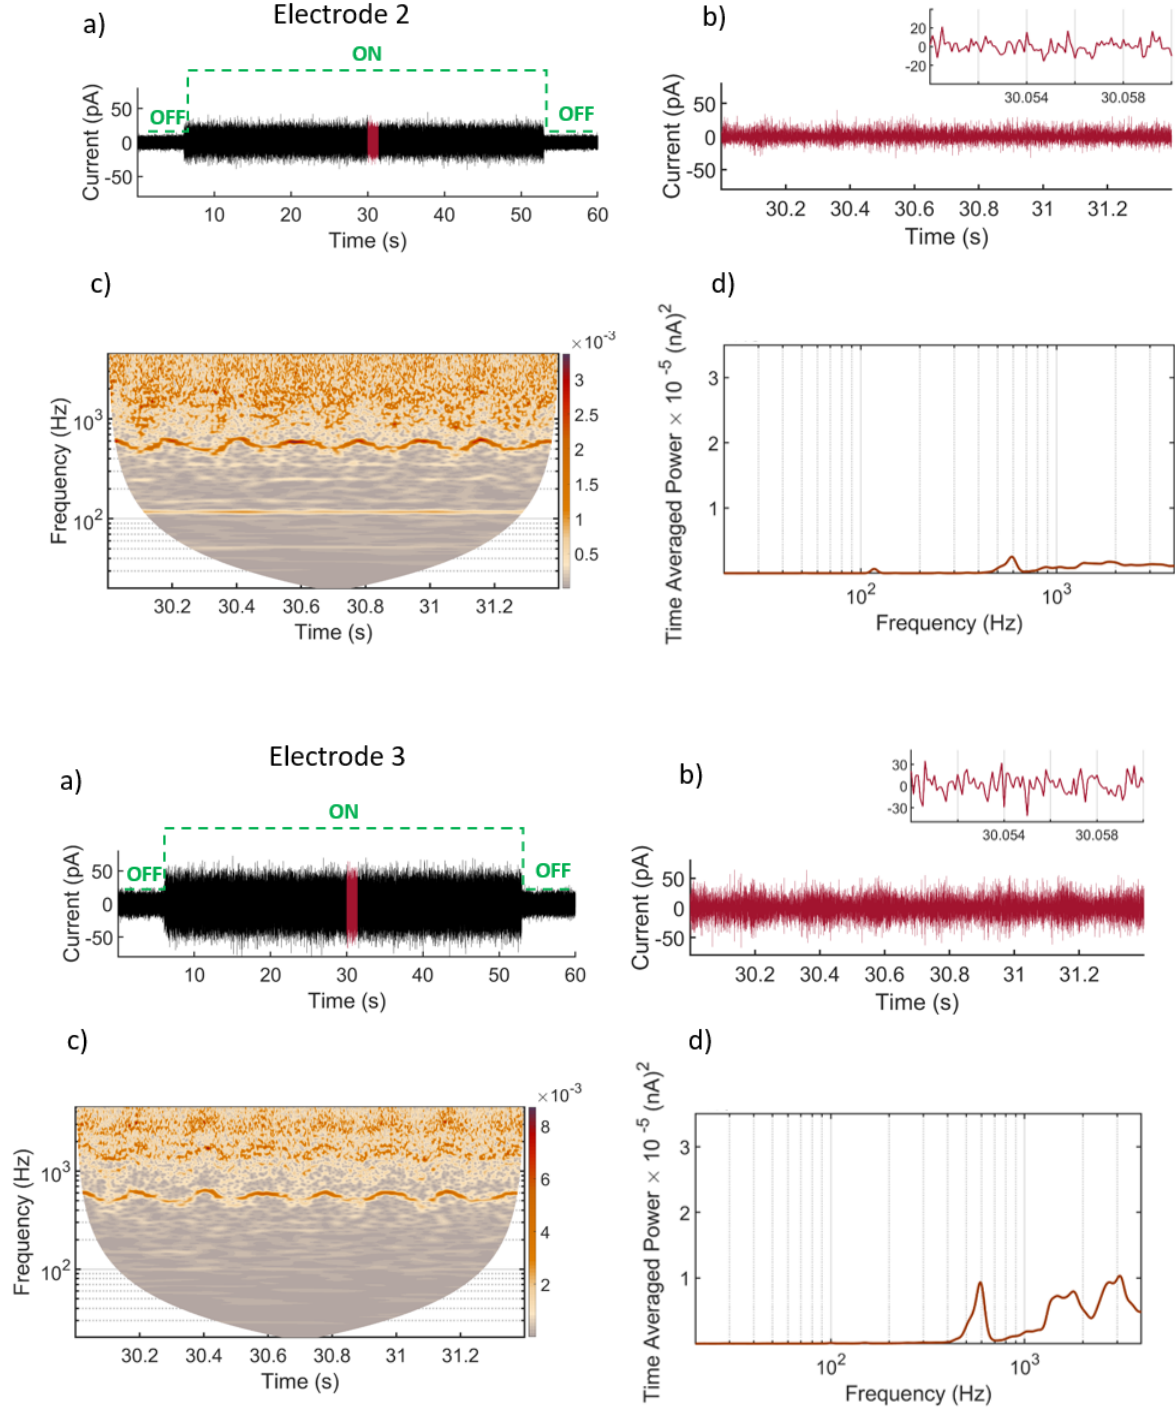 Electrode 2
a)
ON
OFF
OFF
Current (pA)
50
0
-50
10 20 30 40 50 60
Time (s)
b)
20
0
-20
30.054 30.058
Current (pA)
50
0
-50
30.2 30.4 30.6 30.8 31 31.2
Time (s)
c)
×10⁻³
Frequency (Hz)
10³
10²
3
2.5
2
1.5
1
0.5
30.2 30.4 30.6 30.8 31 31.2
Time (s)
d)
Time Averaged Power × 10⁻⁵ (nA)²
3
2
1
10² 10³
Frequency (Hz)
Electrode 3
a)
ON
OFF
OFF
Current (pA)
50
0
-50
10 20 30 40 50 60
Time (s)
b)
30
0
-30
30.054 30.058
Current (pA)
50
0
-50
30.2 30.4 30.6 30.8 31 31.2
Time (s)
c)
×10⁻³
Frequency (Hz)
10³
10²
8
6
4
2
30.2 30.4 30.6 30.8 31 31.2
Time (s)
d)
Time Averaged Power × 10⁻⁵ (nA)²
3
2
1
10² 10³
Frequency (Hz)